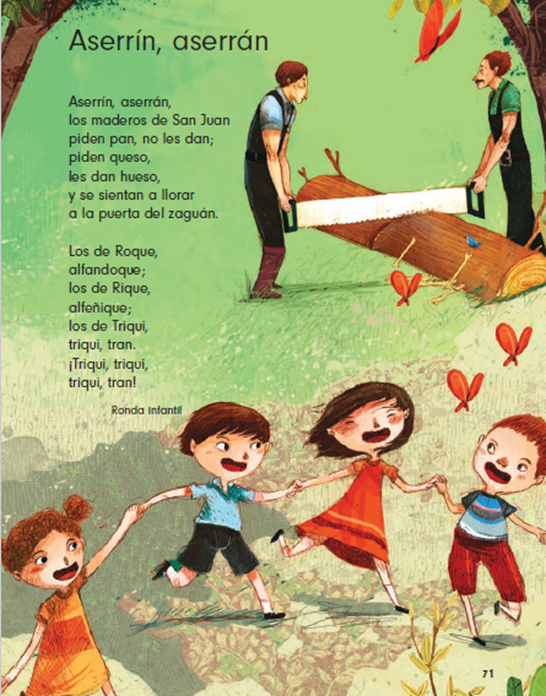 Aserrín, aserrán
Aserrín, aserrán,
los maderos de San Juan
piden pan, no les dan;
piden queso,
les dan hueso,
y se sientan a llorar
a la puerta del zaguán.
Los de Roque,
alfandoque;
los de Rique,
alfeñique;
los de Triqui,
triqui, tran.
¡Triqui, triqui,
triqui, tran!
Ronda infantil
71